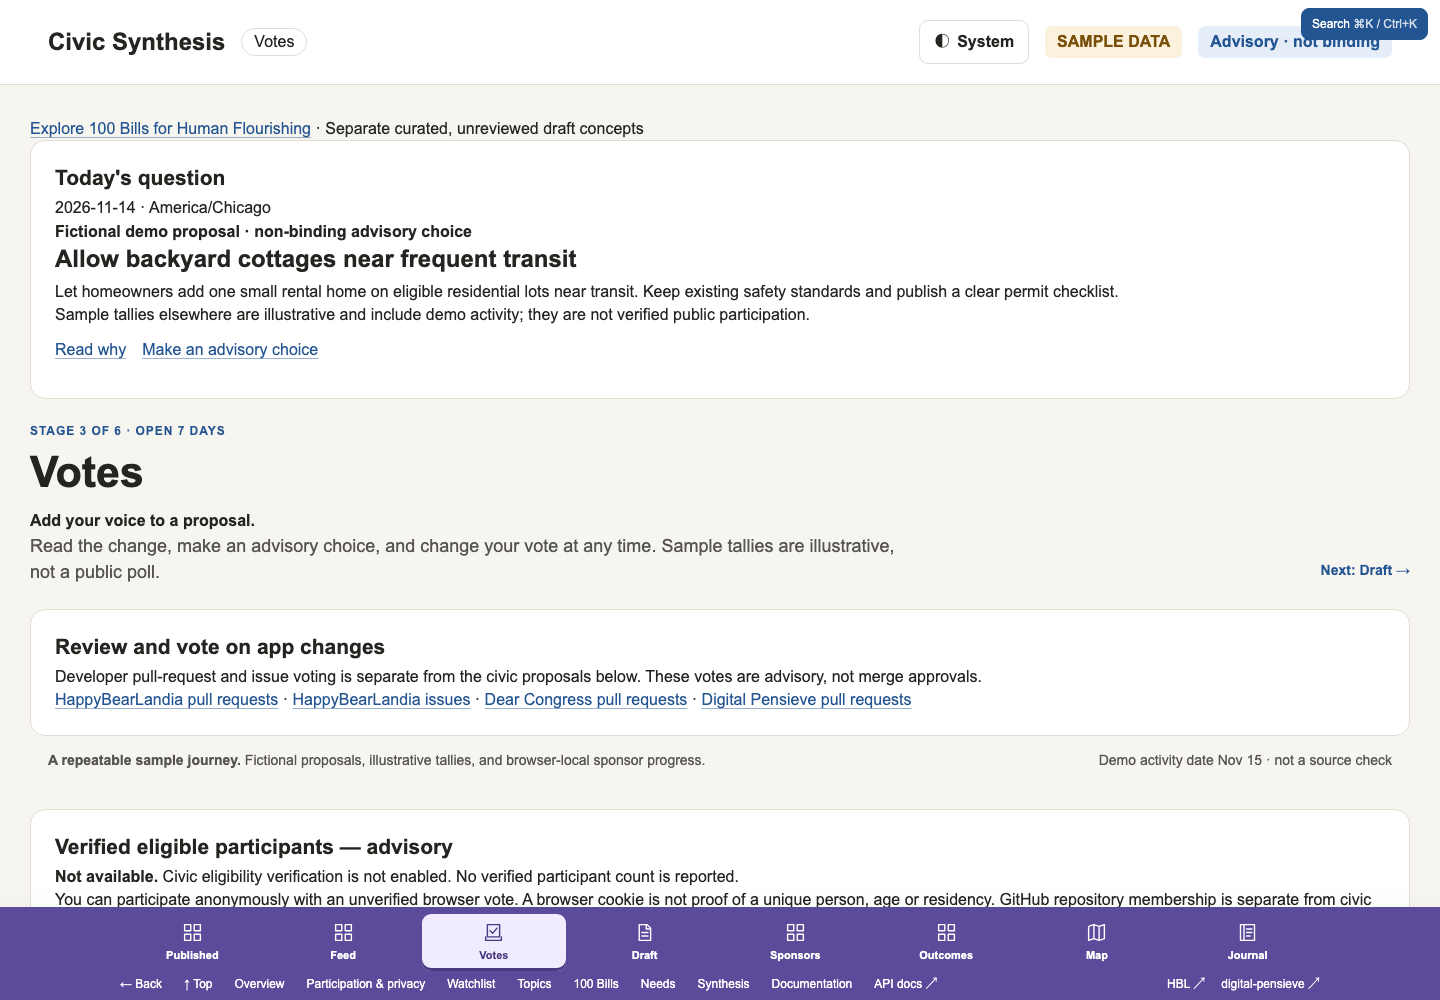 Civic Synthesis
Votes
System
SAMPLE DATA
Advisory · not binding
Search ⌘K / Ctrl+K
Explore 100 Bills for Human Flourishing · Separate curated, unreviewed draft concepts
Today's question
2026-11-14 · America/Chicago
Fictional demo proposal · non-binding advisory choice
Allow backyard cottages near frequent transit
Let homeowners add one small rental home on eligible residential lots near transit. Keep existing safety standards and publish a clear permit checklist.
Sample tallies elsewhere are illustrative and include demo activity; they are not verified public participation.
Read why Make an advisory choice
STAGE 3 OF 6 · OPEN 7 DAYS
Votes
Add your voice to a proposal.
Read the change, make an advisory choice, and change your vote at any time. Sample tallies are illustrative,
not a public poll.
Next: Draft →
Review and vote on app changes
Developer pull-request and issue voting is separate from the civic proposals below. These votes are advisory, not merge approvals.
HappyBearLandia pull requests · HappyBearLandia issues · Dear Congress pull requests · Digital Pensieve pull requests
A repeatable sample journey. Fictional proposals, illustrative tallies, and browser-local sponsor progress.
Demo activity date Nov 15 · not a source check
Verified eligible participants — advisory
Not available. Civic eligibility verification is not enabled. No verified participant count is reported.
You can participate anonymously with an unverified browser vote. A browser cookie is not proof of a unique person, age or residency. GitHub repository membership is separate from civic
Published
Feed
Votes
Draft
Sponsors
Outcomes
Map
Journal
← Back ↑ Top Overview Participation & privacy Watchlist Topics 100 Bills Needs Synthesis Documentation API docs ↗ HBL ↗ digital-pensieve ↗